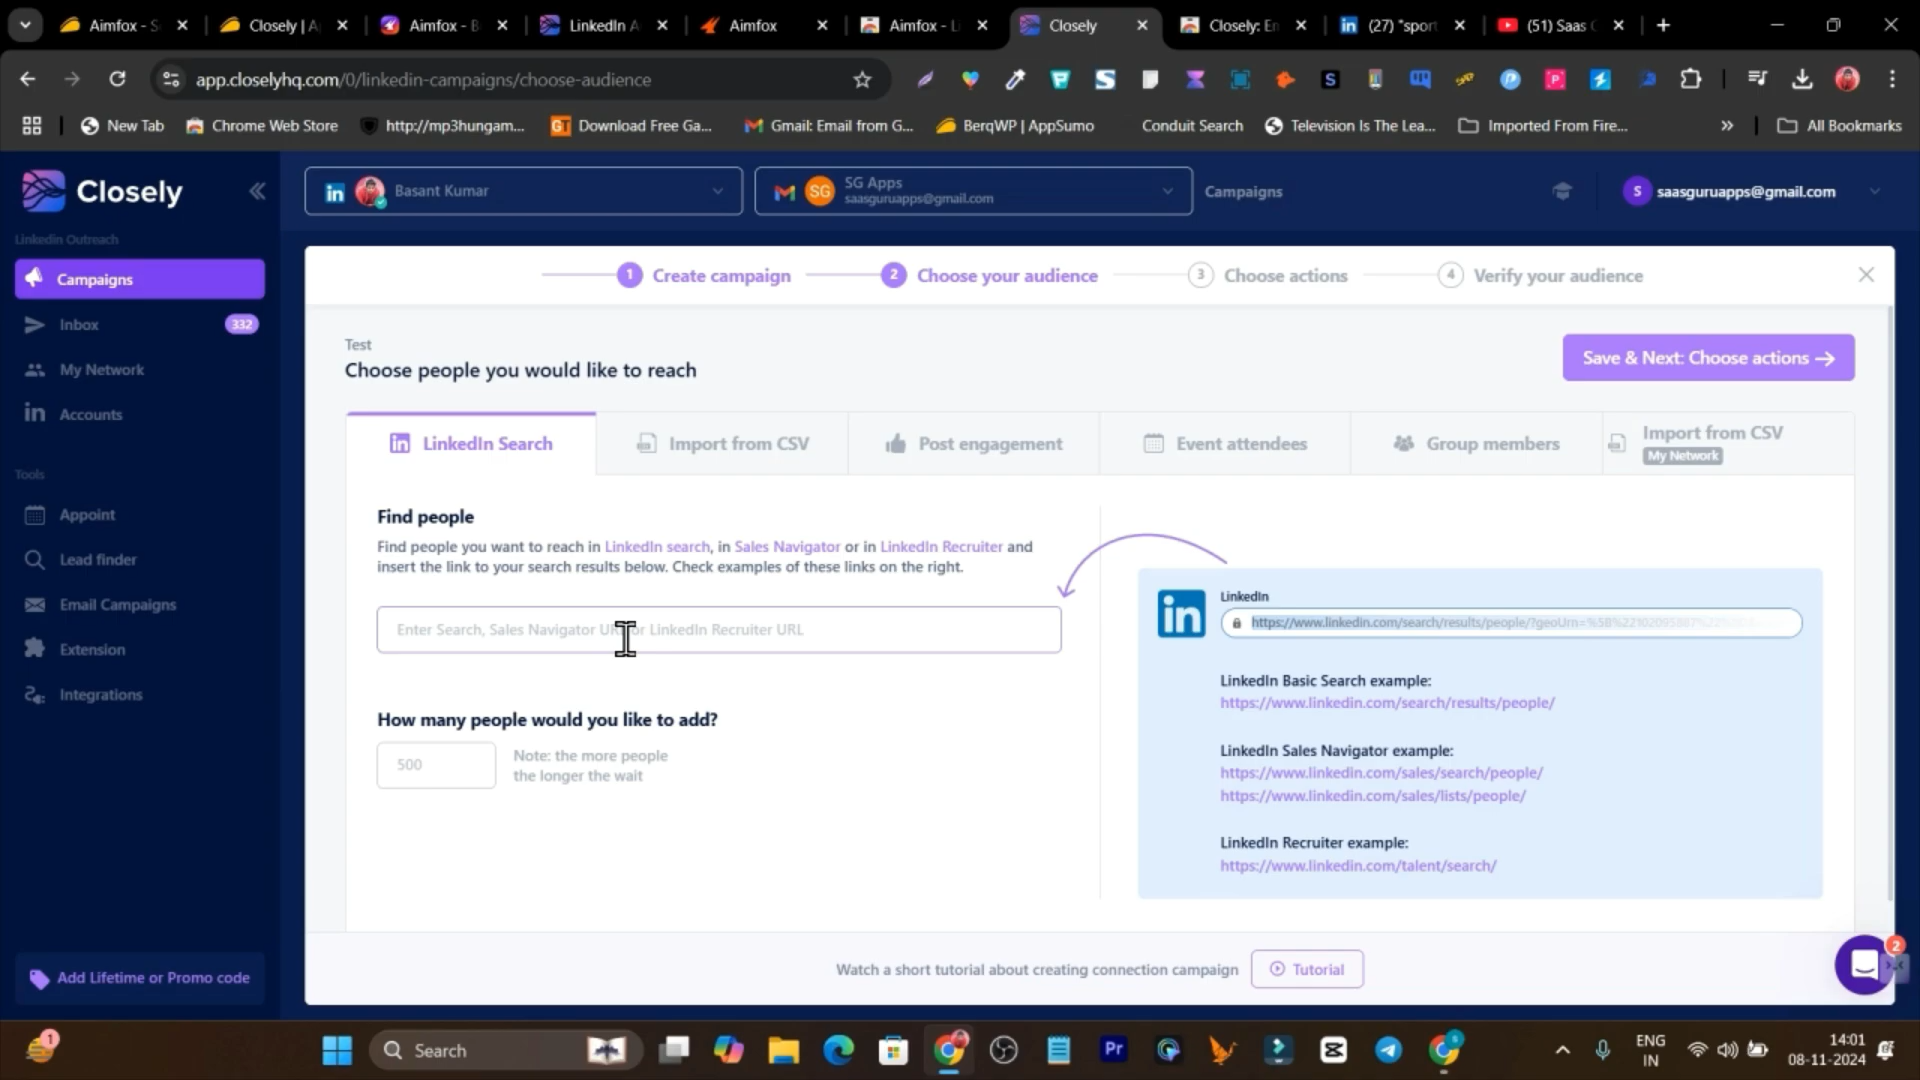 Aimfox - S
Closely | A
Aimfox - B
LinkedIn A
Aimfox
Aimfox - Li
Closely
Closely: En
(27) "sport
(51) Saas
app.closelyhq.com/0/linkedin-campaigns/choose-audience
New Tab
Chrome Web Store
http://mp3hungam...
Download Free Ga...
Gmail: Email from G...
BerqWP | AppSumo
Conduit Search
Television Is The Lea...
Imported From Fire...
All Bookmarks
Closely
Basant Kumar
SG
SG Apps
saasguruapps@gmail.com
Campaigns
S
saasguruapps@gmail.com
Linkedin Outreach
Campaigns
Inbox
332
My Network
Accounts
Tools
Appoint
Lead finder
Email Campaigns
Extension
Integrations
Add Lifetime or Promo code
1 Create campaign
2 Choose your audience
3 Choose actions
4 Verify your audience
Test
Choose people you would like to reach
Save & Next: Choose actions
LinkedIn Search
Import from CSV
Post engagement
Event attendees
Group members
Import from CSV
My Network
Find people
Find people you want to reach in LinkedIn search, in Sales Navigator or in LinkedIn Recruiter and
insert the link to your search results below. Check examples of these links on the right.
Enter Search, Sales Navigator URL or LinkedIn Recruiter URL
How many people would you like to add?
500
Note: the more people
the longer the wait
LinkedIn
https://www.linkedin.com/search/results/people/?geoUrn=%5B%22102095887%22%
LinkedIn Basic Search example:
https://www.linkedin.com/search/results/people/
LinkedIn Sales Navigator example:
https://www.linkedin.com/sales/search/people/
https://www.linkedin.com/sales/lists/people/
LinkedIn Recruiter example:
https://www.linkedin.com/talent/search/
Watch a short tutorial about creating connection campaign
Tutorial
2
1
Search
Pr
ENG
IN
14:01
08-11-2024